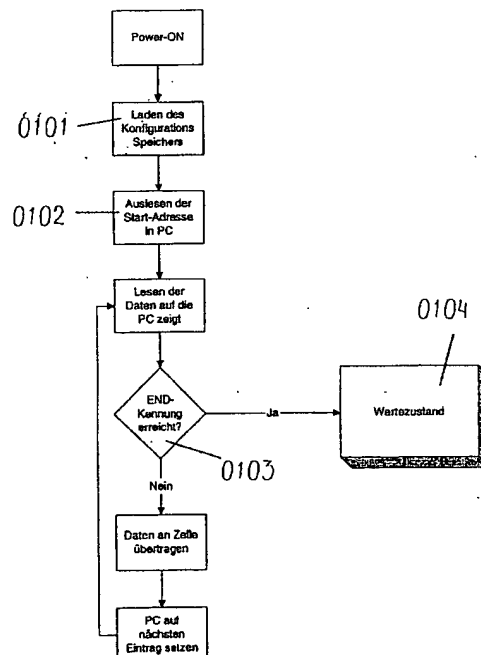 Power-ON
0101
Laden des
Konfigurations
Speichers
0102
Auslesen der
Start-Adresse
in PC
Lesen der
Daten auf die
PC zeigt
0104
END-
Kennung
erreicht?
Ja
Wartezustand
0103
Nein
Daten an Zelle
übertragen
PC auf
nächsten
Eintrag setzen